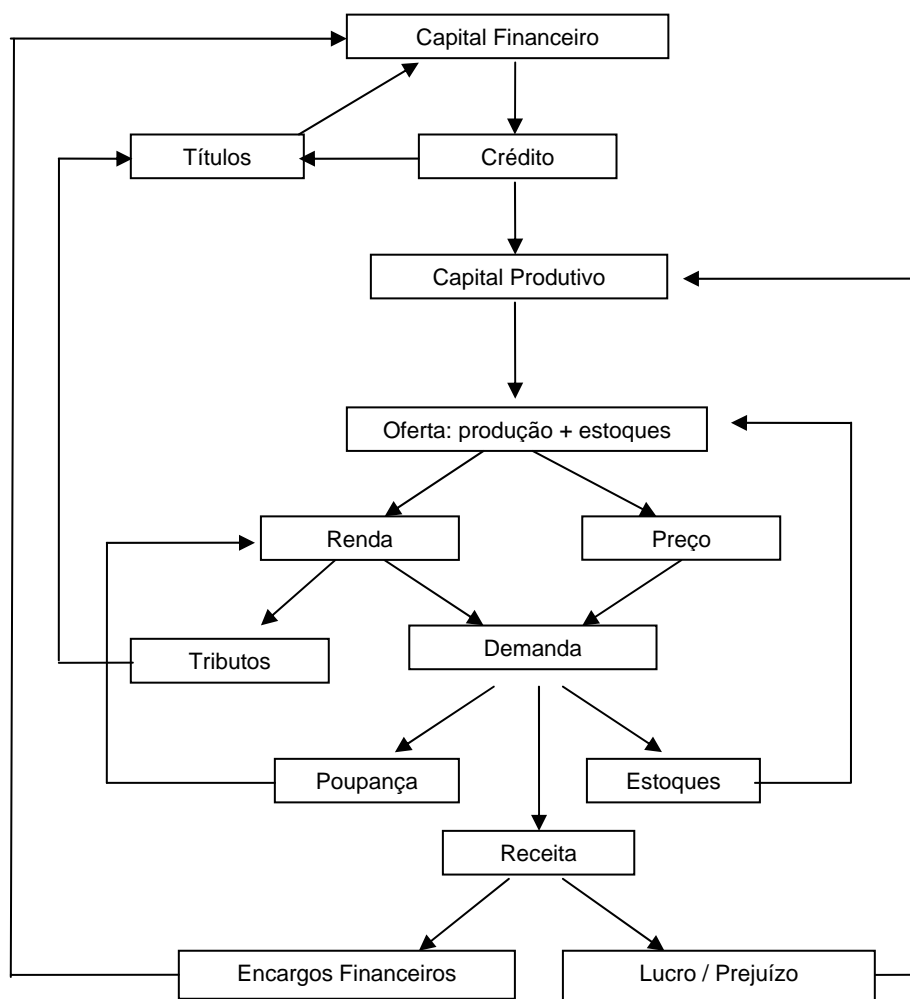 Capital Financeiro
Títulos
Crédito
Capital Produtivo
Oferta: produção + estoques
Renda
Preço
Tributos
Demanda
Poupança
Estoques
Receita
Encargos Financeiros
Lucro / Prejuízo